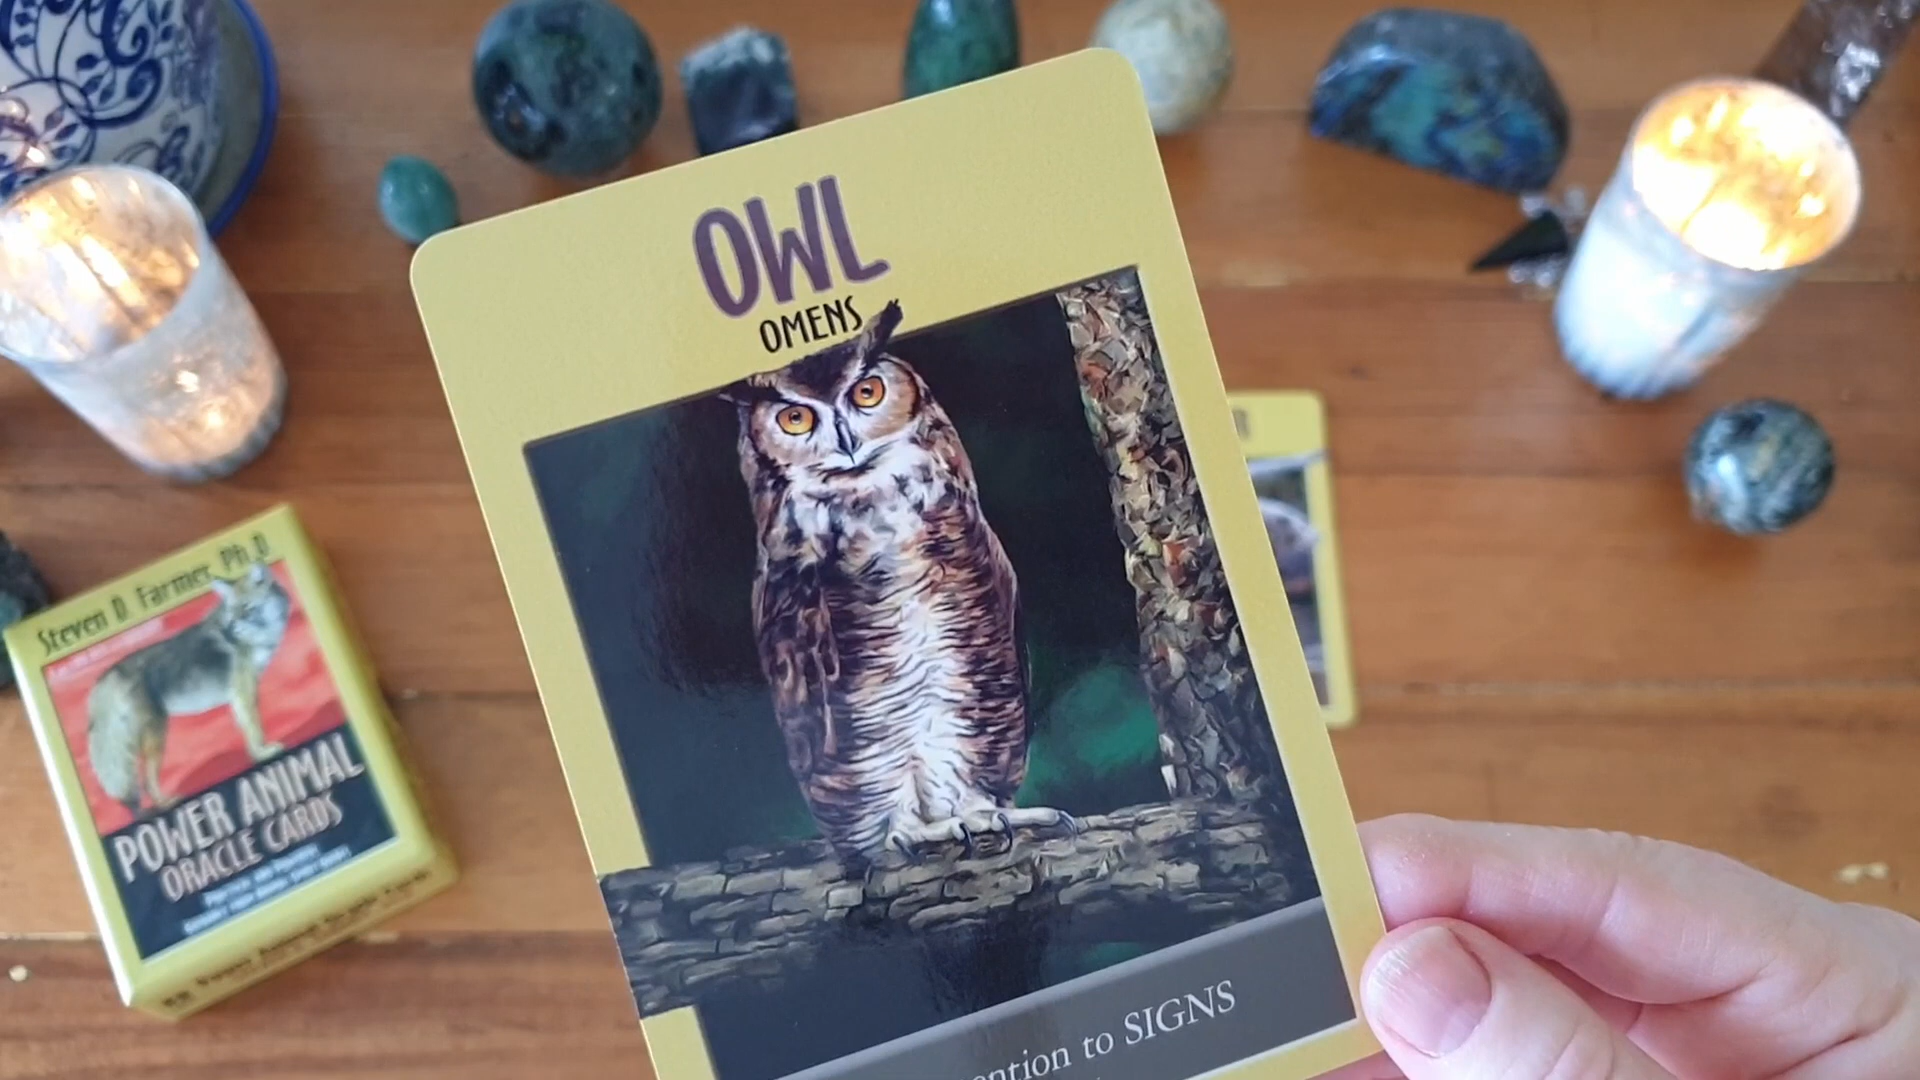 OWL
OMENS
ention to SIGNS
Steven D. Farmer, Ph.D.
POWER ANIMAL
ORACLE CARDS